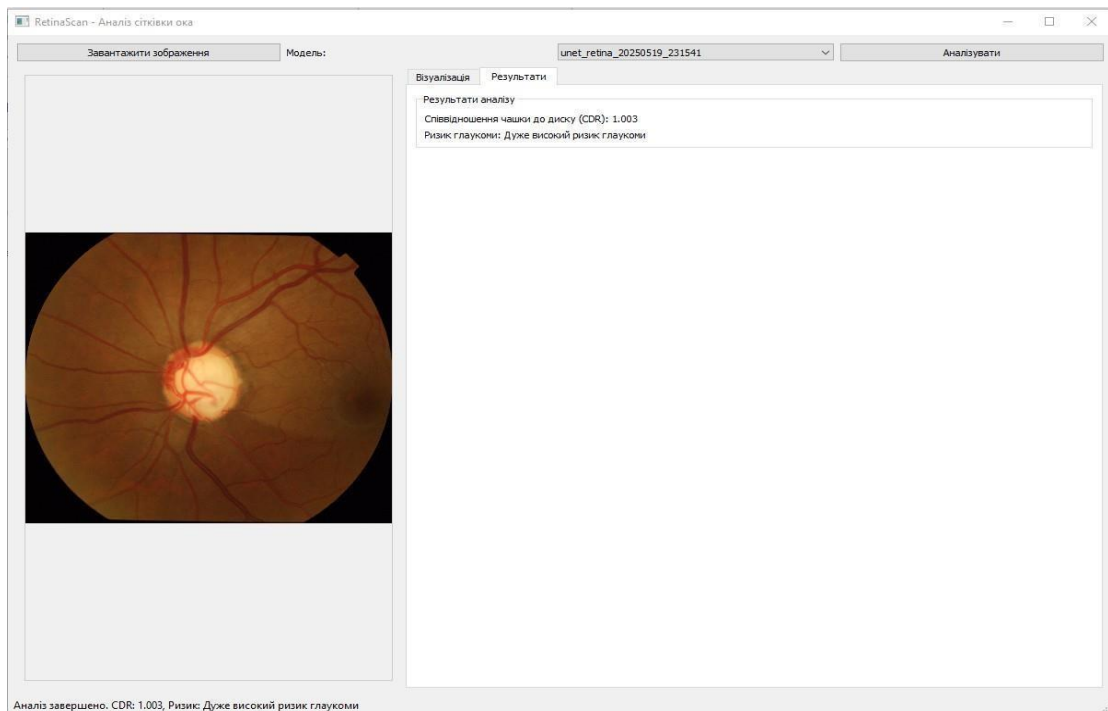 RetinaScan - Аналіз сітківки ока
Завантажити зображення
Модель:
unet_retina_20250519_231541
Аналізувати
Візуалізація
Результати
Результати аналізу
Співвідношення чашки до диску (CDR): 1.003
Ризик глаукоми: Дуже високий ризик глаукоми
Аналіз завершено. CDR: 1.003, Ризик: Дуже високий ризик глаукоми